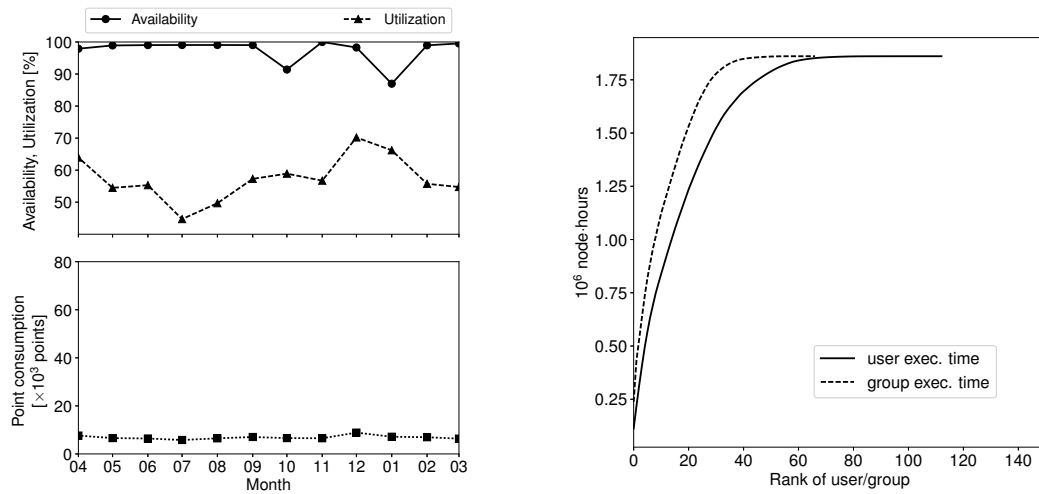 Availability Utilization
100
90
80
70
60
50
Availability, Utilization [%]
80
60
40
20
0
Point consumption
[×10³ points]
04 05 06 07 08 09 10 11 12 01 02 03
Month
1.75
1.50
1.25
1.00
0.75
0.50
0.25
10⁶ node·hours
user exec. time
group exec. time
0 20 40 60 80 100 120 140
Rank of user/group